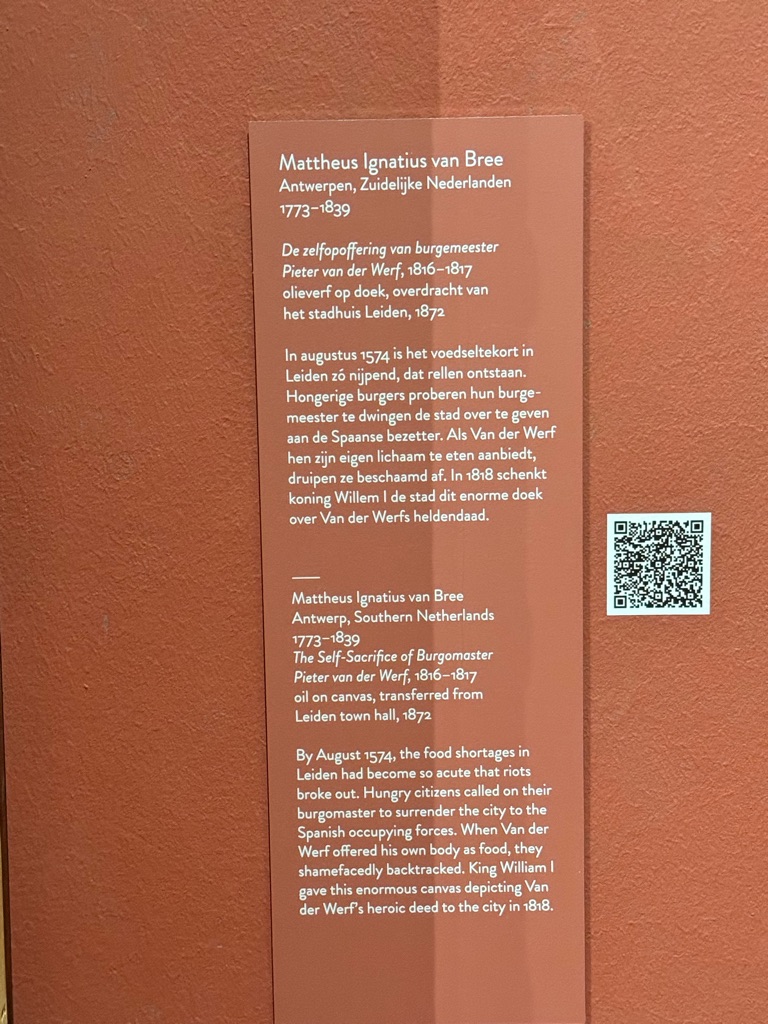 Mattheus Ignatius van Bree
Antwerpen, Zuidelijke Nederlanden
1773–1839
De zelfopoffering van burgemeester
Pieter van der Werf, 1816–1817
olieverf op doek, overdracht van
het stadhuis Leiden, 1872
In augustus 1574 is het voedseltekort in
Leiden zó nijpend, dat rellen ontstaan.
Hongerige burgers proberen hun burge-
meester te dwingen de stad over te geven
aan de Spaanse bezetter. Als Van der Werf
hen zijn eigen lichaam te eten aanbiedt,
druipen ze beschaamd af. In 1818 schenkt
koning Willem I de stad dit enorme doek
over Van der Werfs heldendaad.
Mattheus Ignatius van Bree
Antwerp, Southern Netherlands
1773–1839
The Self-Sacrifice of Burgomaster
Pieter van der Werf, 1816–1817
oil on canvas, transferred from
Leiden town hall, 1872
By August 1574, the food shortages in
Leiden had become so acute that riots
broke out. Hungry citizens called on their
burgomaster to surrender the city to the
Spanish occupying forces. When Van der
Werf offered his own body as food, they
shamefacedly backtracked. King William I
gave this enormous canvas depicting Van
der Werf's heroic deed to the city in 1818.